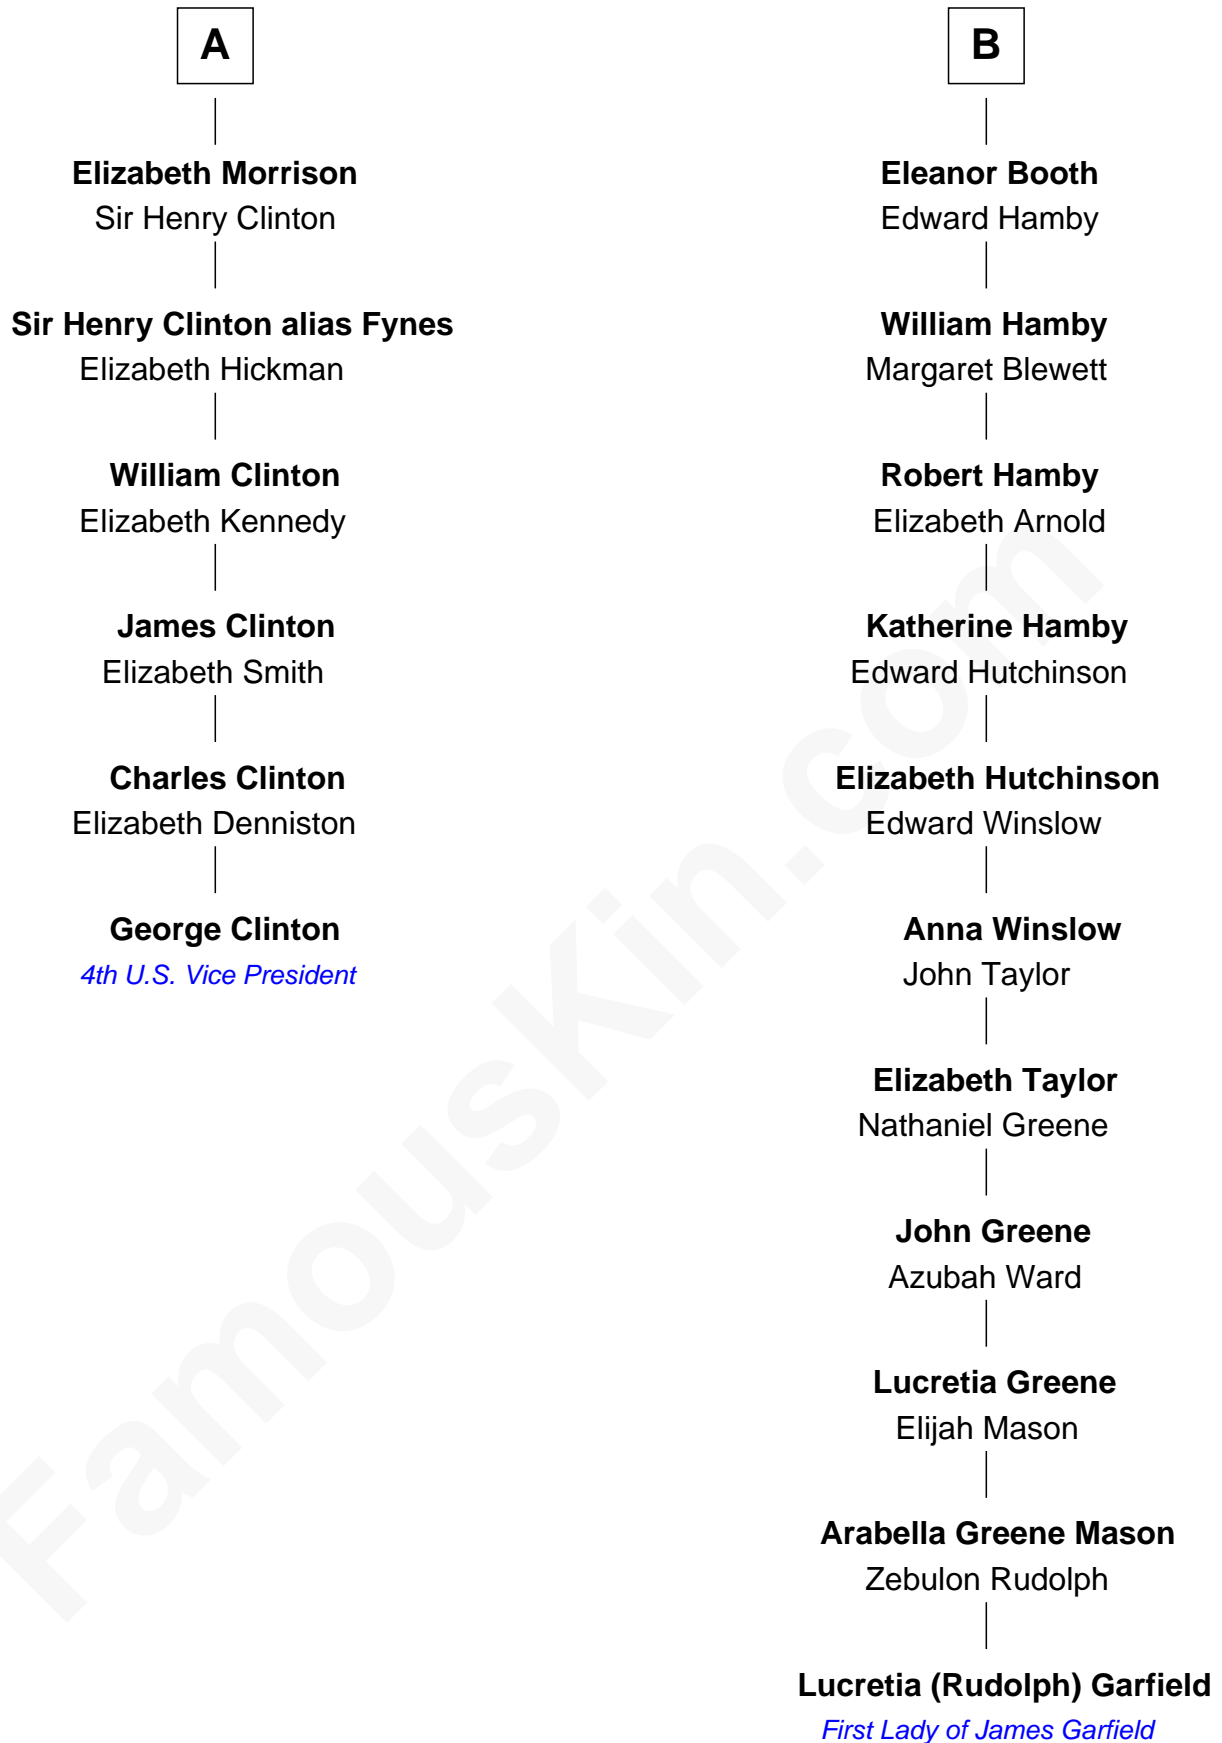 A
Elizabeth Morrison
Sir Henry Clinton
Sir Henry Clinton alias Fynes
Elizabeth Hickman
William Clinton
Elizabeth Kennedy
James Clinton
Elizabeth Smith
Charles Clinton
Elizabeth Denniston
George Clinton
4th U.S. Vice President
B
Eleanor Booth
Edward Hamby
William Hamby
Margaret Blewett
Robert Hamby
Elizabeth Arnold
Katherine Hamby
Edward Hutchinson
Elizabeth Hutchinson
Edward Winslow
Anna Winslow
John Taylor
Elizabeth Taylor
Nathaniel Greene
John Greene
Azubah Ward
Lucretia Greene
Elijah Mason
Arabella Greene Mason
Zebulon Rudolph
Lucretia (Rudolph) Garfield
First Lady of James Garfield
FamousKin.com